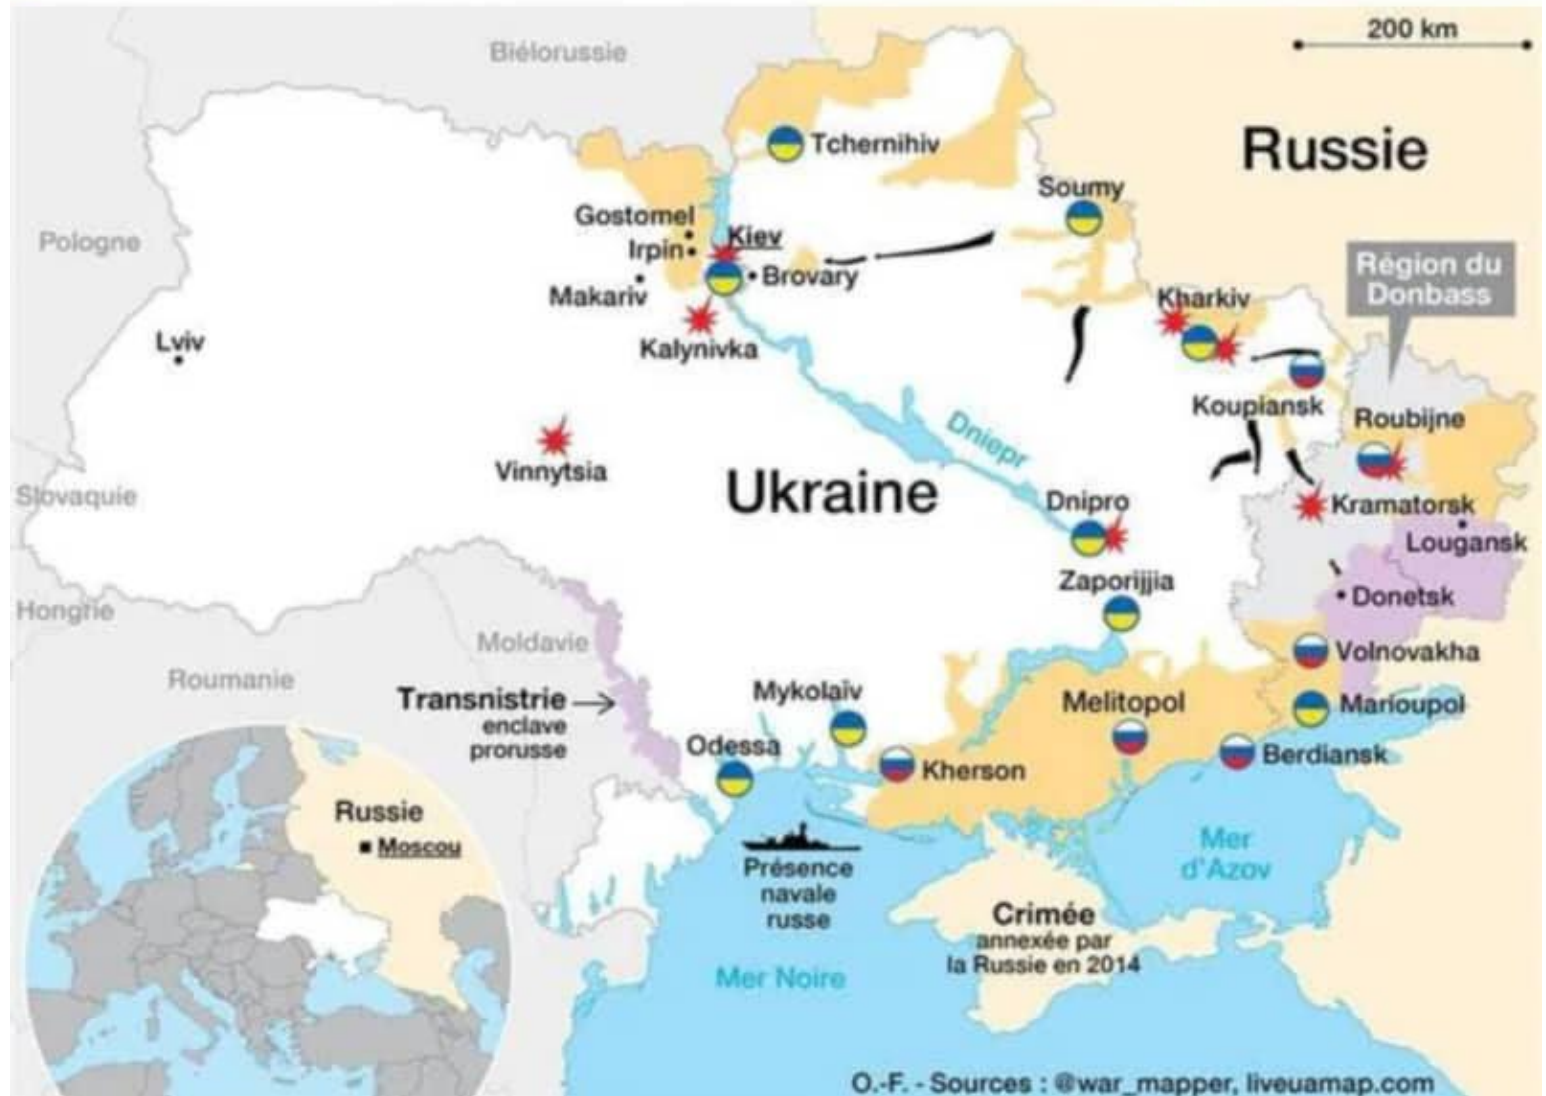 200 km
Biélorussie
Russie
Tchernihiv
Soumy
Gostomel
Kiev
Irpin
Pologne
Région du
Donbass
Brovary
Makariv
Kharkiv
Lviv
Kalynivka
Koupiansk
Roubijne
Dniepr
Vinnytsia
Ukraine
Slovaquie
Dnipro
Kramatorsk
Lougansk
Zaporijjia
Donetsk
Hongrie
Moldavie
Volnovakha
Roumanie
Transnistrie
enclave
prorusse
Mykolaïv
Melitopol
Marioupol
Odessa
Kherson
Berdiansk
Russie
Moscou
Mer
d'Azov
Présence
navale
russe
Crimée
annexée par
la Russie en 2014
Mer Noire
O.-F. - Sources : @war_mapper, liveuamap.com